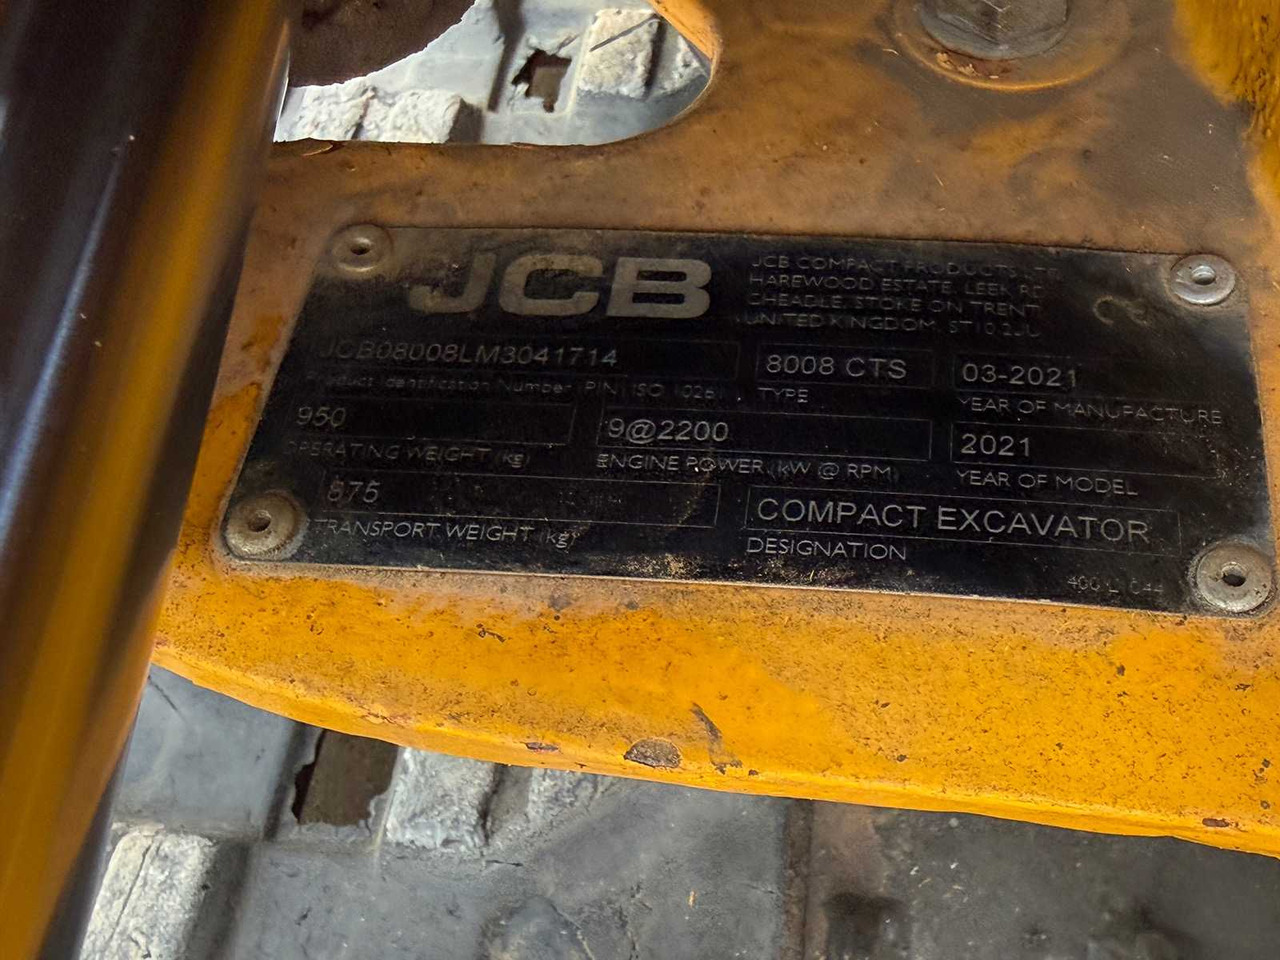 JCB
JCB COMPACT PRODUCTS LTD
HAREWOOD ESTATE, LEEK RD
CHEADLE, STOKE ON TRENT
UNITED KINGDOM, ST10 2JU
CE
JCB08008LM3041714
Product Identification Number, PIN (ISO 1026
8008 CTS
TYPE
03-2021
YEAR OF MANUFACTURE
950
OPERATING WEIGHT (kg)
9@2200
ENGINE POWER (kW @ RPM)
2021
YEAR OF MODEL
875
TRANSPORT WEIGHT (kg)
COMPACT EXCAVATOR
DESIGNATION